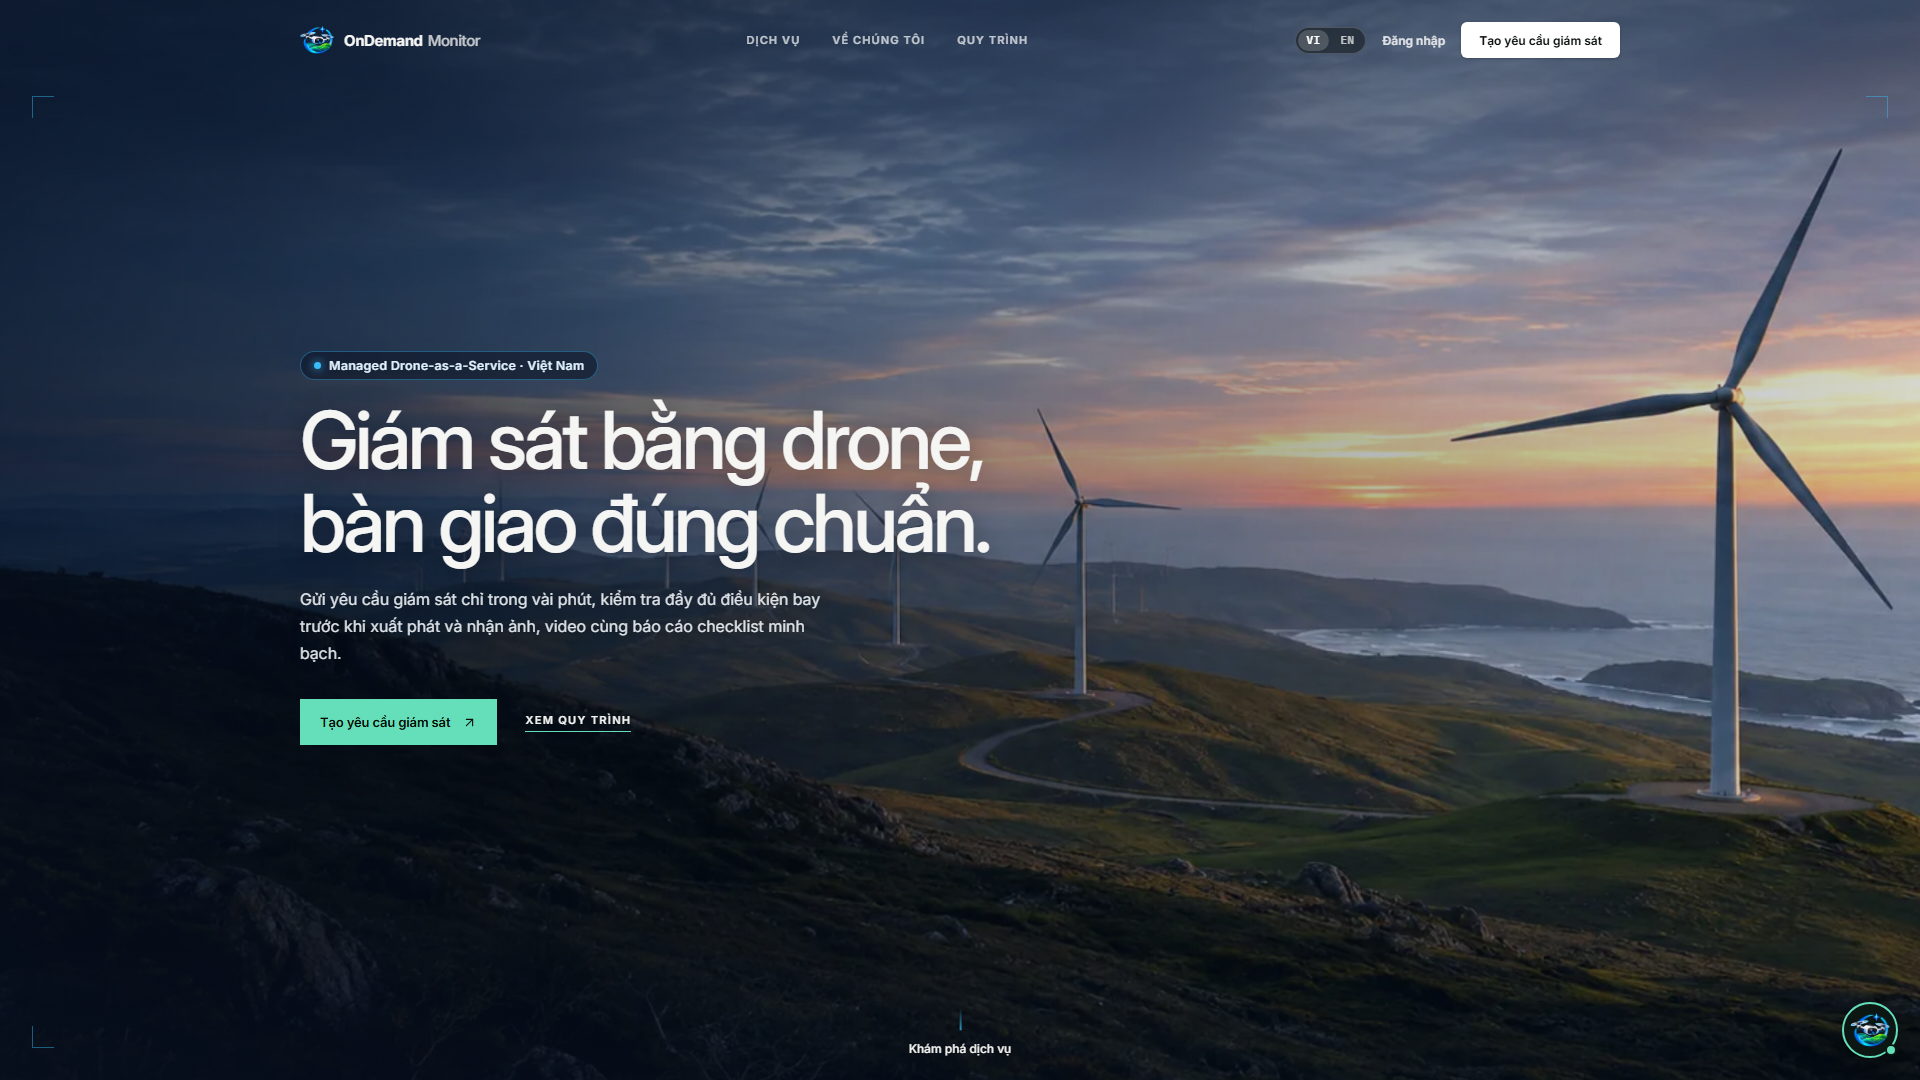 OnDemand Monitor
DỊCH VỤ
VỀ CHÚNG TÔI
QUY TRÌNH
VI
EN
Đăng nhập
Tạo yêu cầu giám sát
Managed Drone-as-a-Service · Việt Nam
Giám sát bằng drone,
bàn giao đúng chuẩn.
Gửi yêu cầu giám sát chỉ trong vài phút, kiểm tra đầy đủ điều kiện bay
trước khi xuất phát và nhận ảnh, video cùng báo cáo checklist minh
bạch.
Tạo yêu cầu giám sát
XEM QUY TRÌNH
Khám phá dịch vụ